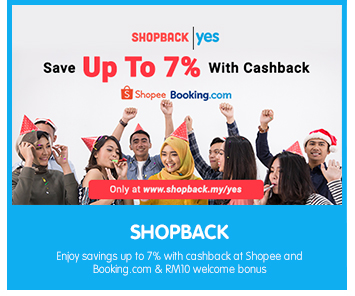 SHOPBACK yes
Save Up To 7% With Cashback
Shopee Booking.com
Only at www.shopback.my/yes
SHOPBACK
Enjoy savings up to 7% with cashback at Shopee and
Booking.com & RM10 welcome bonus